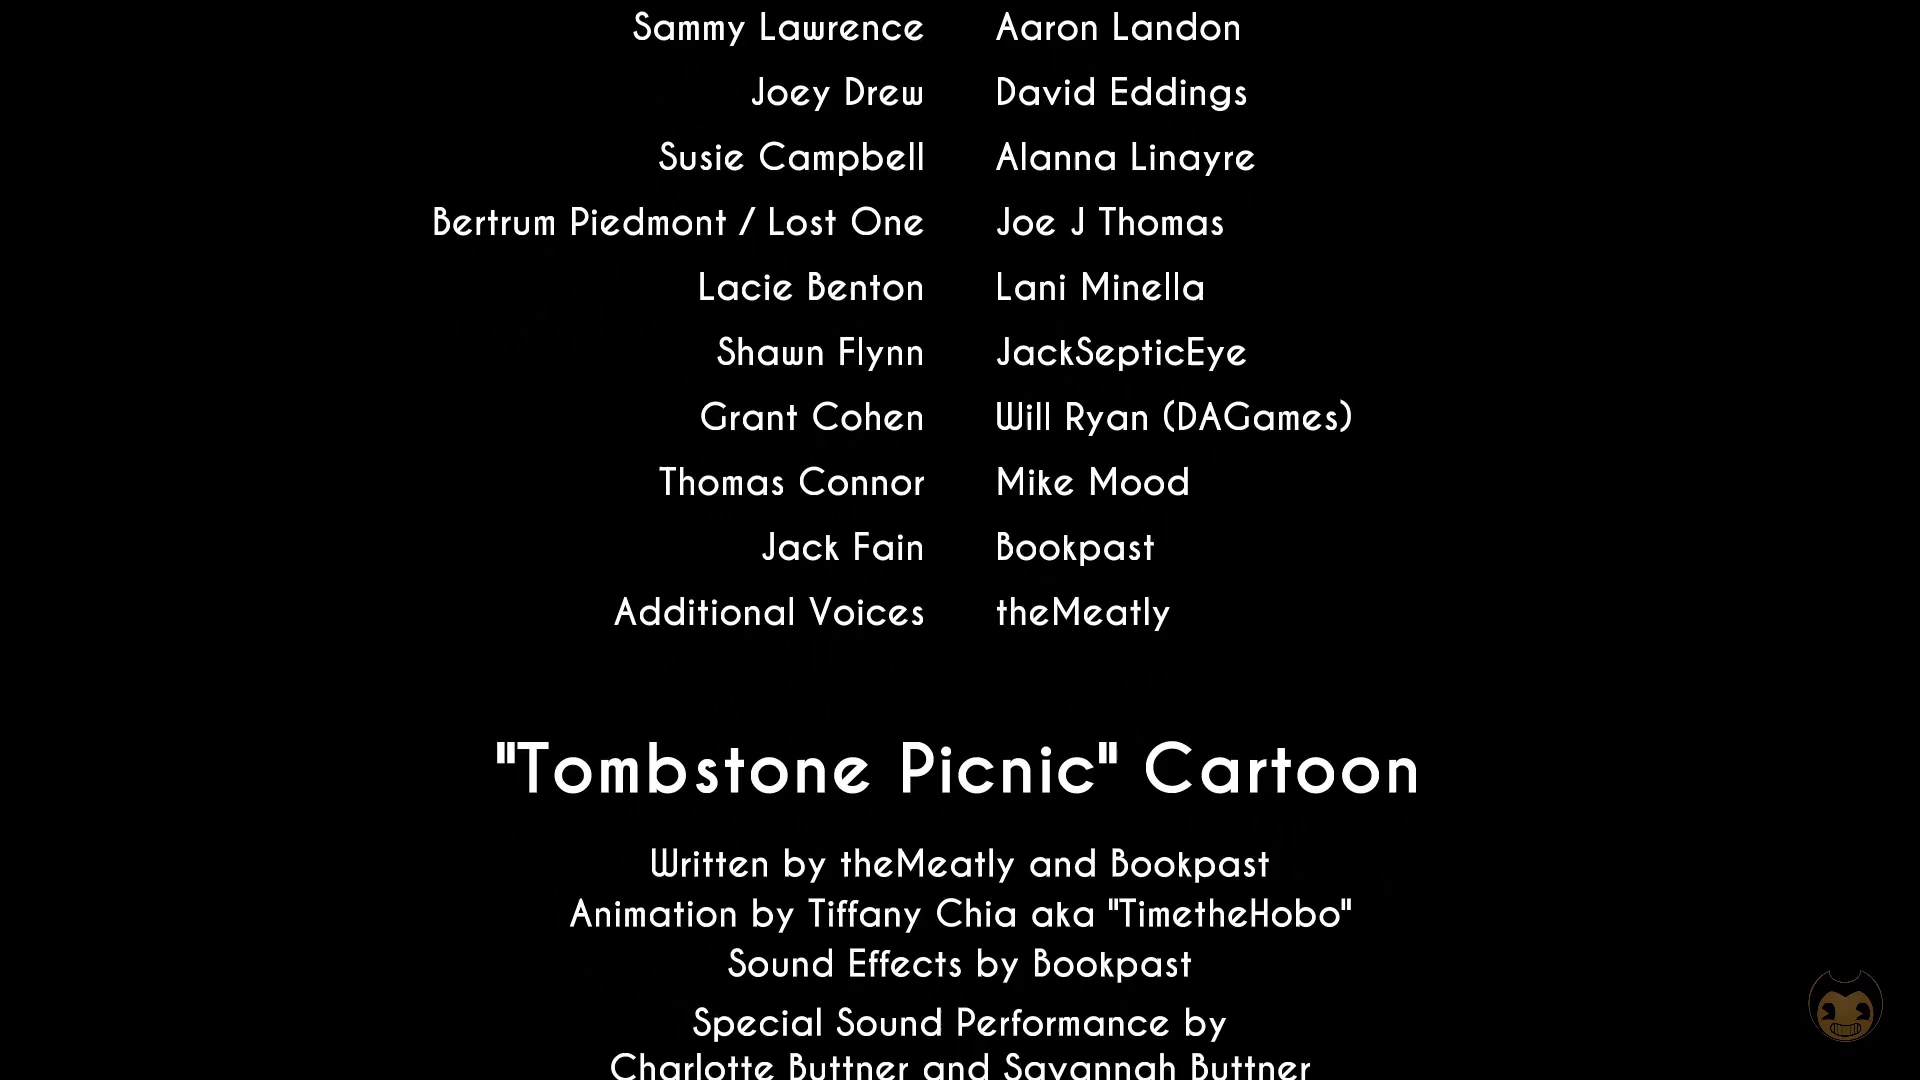 Sammy Lawrence Aaron Landon
Joey Drew David Eddings
Susie Campbell Alanna Linayre
Bertrum Piedmont / Lost One Joe J Thomas
Lacie Benton Lani Minella
Shawn Flynn JackSepticEye
Grant Cohen Will Ryan (DAGames)
Thomas Connor Mike Mood
Jack Fain Bookpast
Additional Voices theMeatly
"Tombstone Picnic" Cartoon
Written by theMeatly and Bookpast
Animation by Tiffany Chia aka "TimetheHobo"
Sound Effects by Bookpast
Special Sound Performance by
Charlotte Buttner and Savannah Buttner